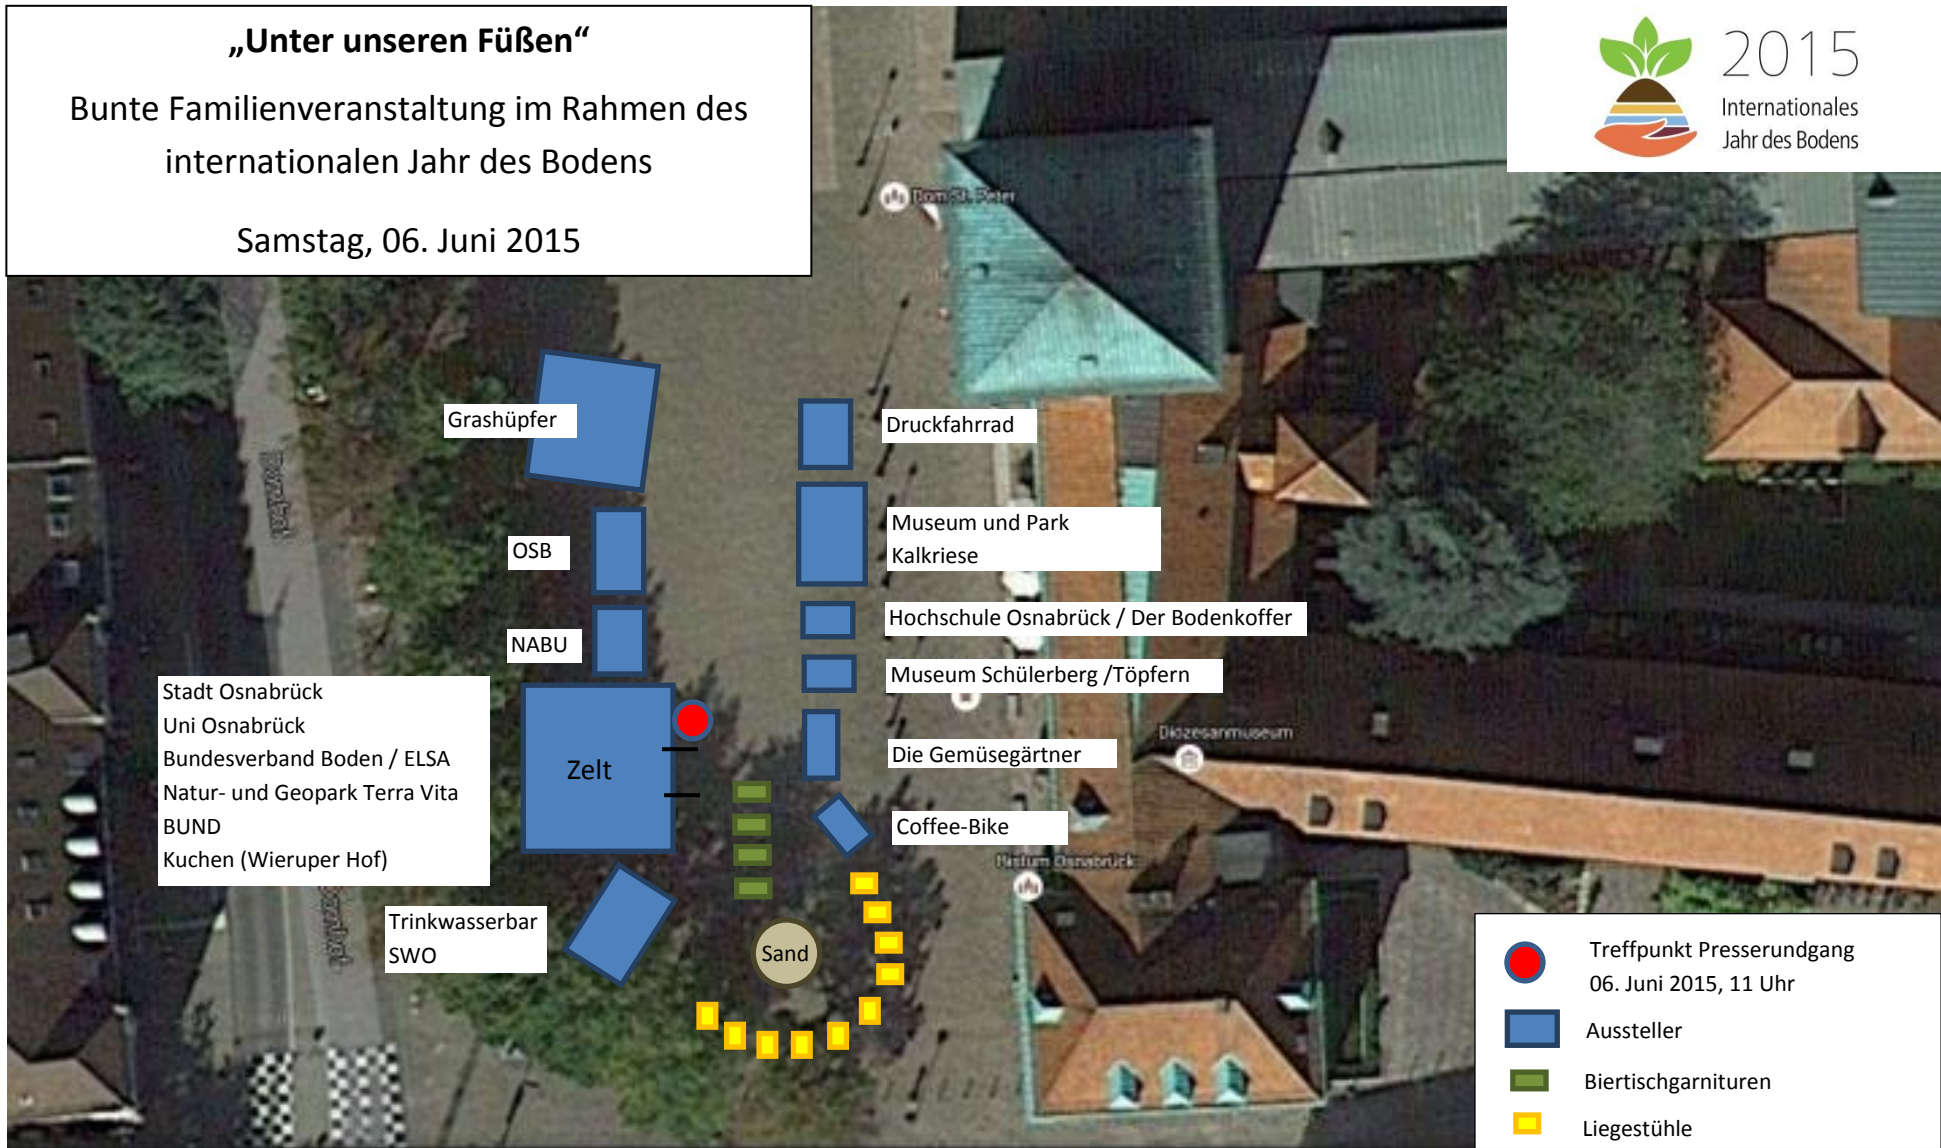 „Unter unseren Füßen“
Bunte Familienveranstaltung im Rahmen des
internationalen Jahr des Bodens
Samstag, 06. Juni 2015
2015
Internationales
Jahr des Bodens
Dom St. Peter
Grashüpfer
Druckfahrrad
Museum und Park
Kalkriese
OSB
Hochschule Osnabrück / Der Bodenkoffer
NABU
Museum Schülerberg /Töpfern
Stadt Osnabrück
Uni Osnabrück
Bundesverband Boden / ELSA
Natur- und Geopark Terra Vita
BUND
Kuchen (Wieruper Hof)
Zelt
Die Gemüsegärtner
Diözesanmuseum
Coffee-Bike
Bistum Osnabrück
Trinkwasserbar
SWO
Sand
Treffpunkt Presserundgang
06. Juni 2015, 11 Uhr
Aussteller
Biertischgarnituren
Liegestühle